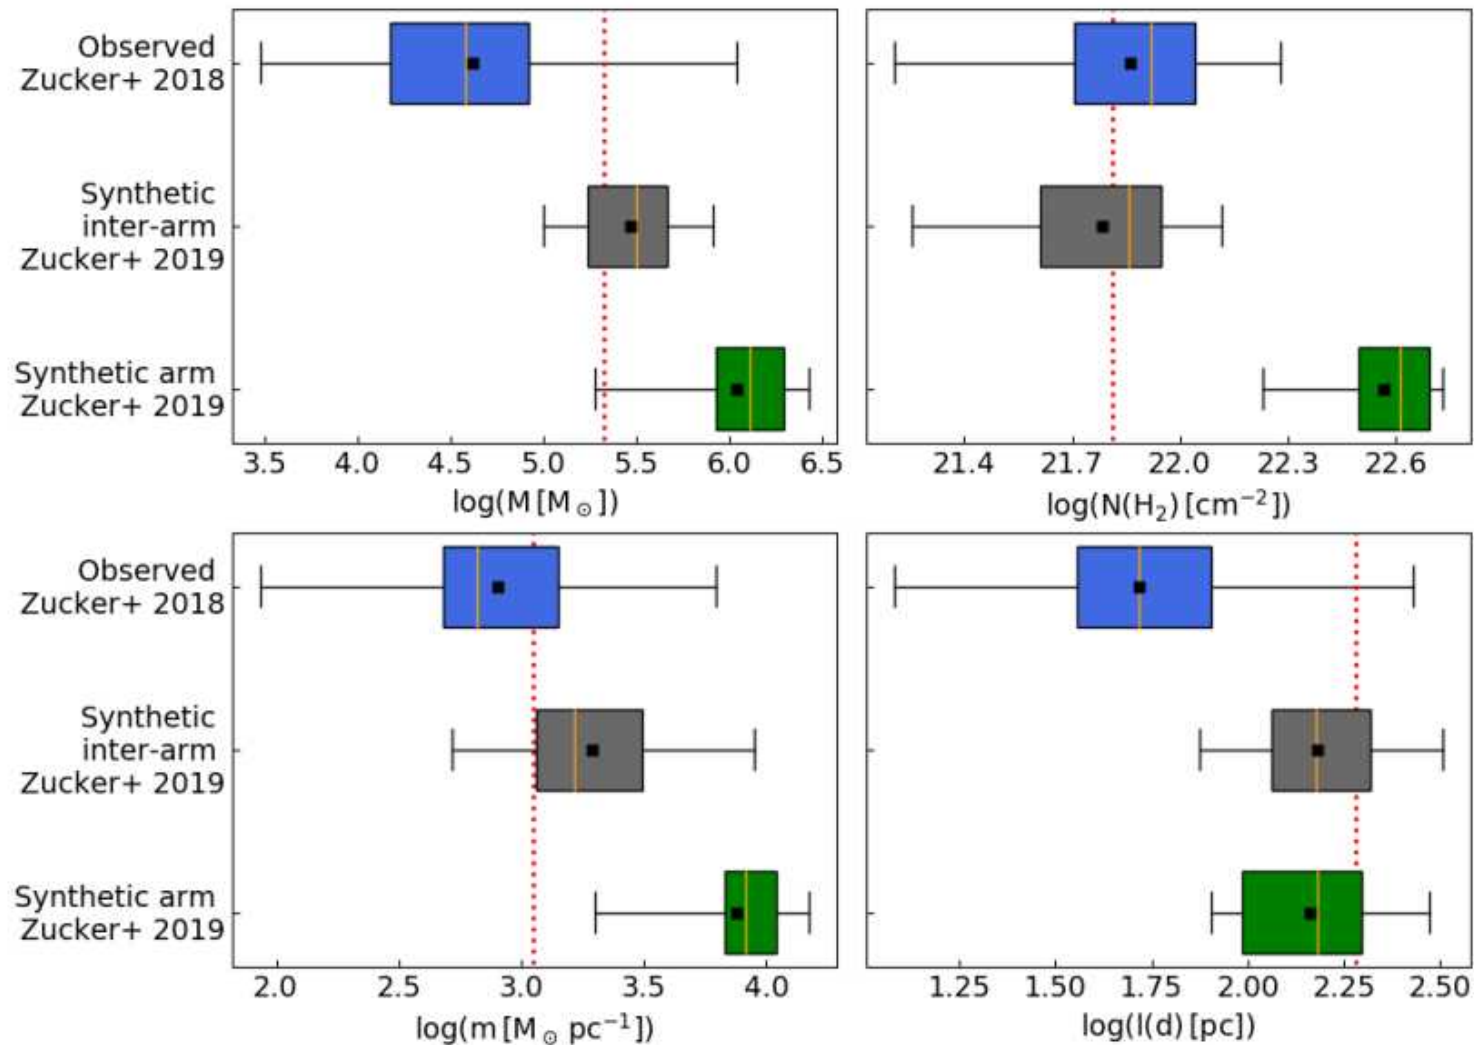 Observed
Zucker+ 2018
Synthetic
inter-arm
Zucker+ 2019
Synthetic arm
Zucker+ 2019
3.5 4.0 4.5 5.0 5.5 6.0 6.5
log(M [M⊙])
21.4 21.7 22.0 22.3 22.6
log(N(H₂) [cm⁻²])
Observed
Zucker+ 2018
Synthetic
inter-arm
Zucker+ 2019
Synthetic arm
Zucker+ 2019
2.0 2.5 3.0 3.5 4.0
log(m [M⊙ pc⁻¹])
1.25 1.50 1.75 2.00 2.25 2.50
log(l(d) [pc])